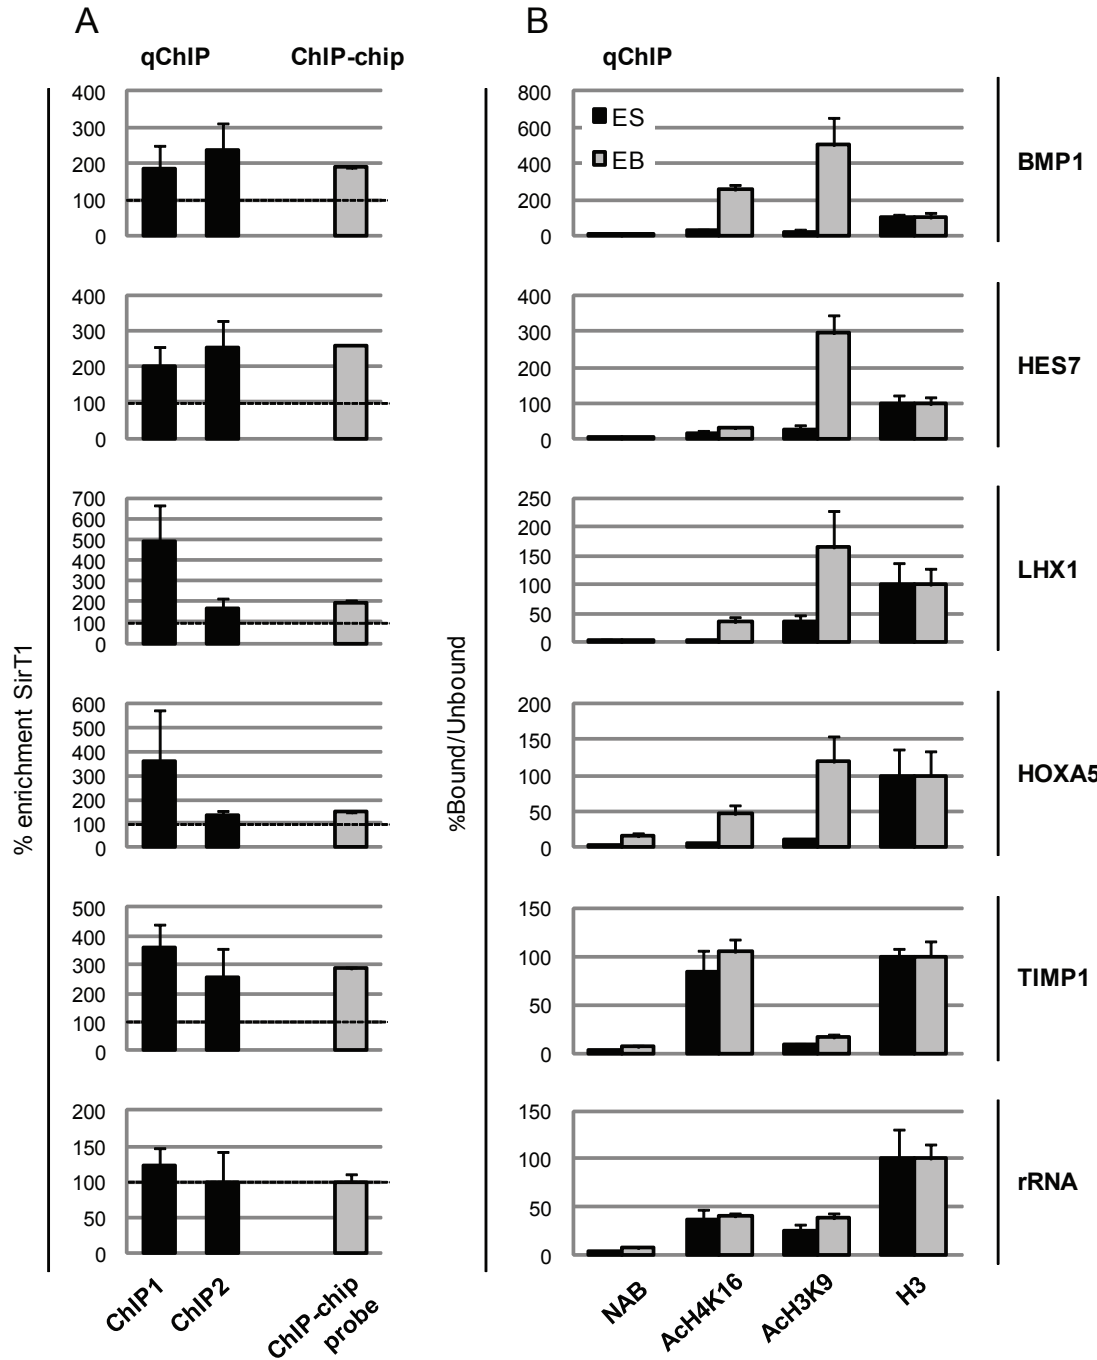 A
B
qChIP
ChIP-chip
qChIP
% enrichment SirT1
%Bound/Unbound
400
300
200
100
0
800
600
400
200
0
ES
EB
BMP1
400
300
200
100
0
400
300
200
100
0
HES7
700
600
500
400
300
200
100
0
250
200
150
100
50
0
LHX1
600
500
400
300
200
100
0
200
150
100
50
0
HOXA5
500
400
300
200
100
0
150
100
50
0
TIMP1
200
150
100
50
0
150
100
50
0
rRNA
ChIP1
ChIP2
ChIP-chip
probe
NAB
AcH4K16
AcH3K9
H3